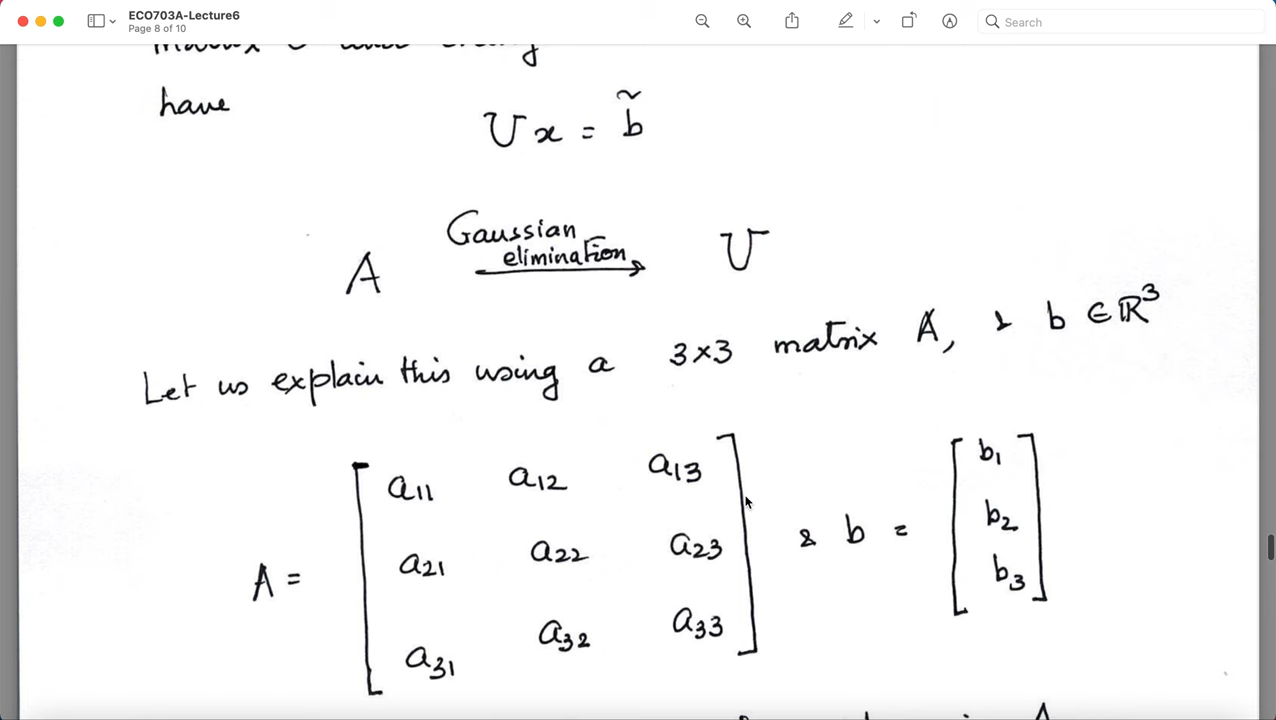 ECO703A-Lecture6
Page 8 of 10
Search
have
Ux = b̃
A Gaussian elimination → U
Let us explain this using a 3×3 matrix A, & b ∈ ℝ³
A = [ a11 a12 a13
a21 a22 a23
a31 a32 a33 ] & b = [ b1
b2
b3 ]